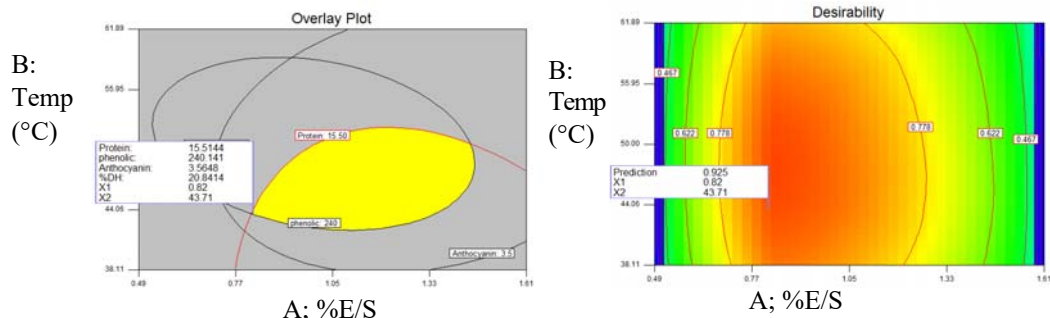 Overlay Plot
61.89
55.95
44.06
38.11
B:
Temp
(°C)
Protein: 15.50
Protein: 15.5144
phenolic: 240.141
Anthocyanin: 3.5648
%DH: 20.8414
X1 0.82
X2 43.71
phenolic: 240
Anthocyanin: 3.5
0.49 0.77 1.05 1.33 1.61
A; %E/S
Desirability
61.89
55.95
50.00
44.06
38.11
B:
Temp
(°C)
0.467
0.622
0.778
0.778
0.622
0.467
Prediction 0.925
X1 0.82
X2 43.71
0.49 0.77 1.05 1.33 1.61
A; %E/S